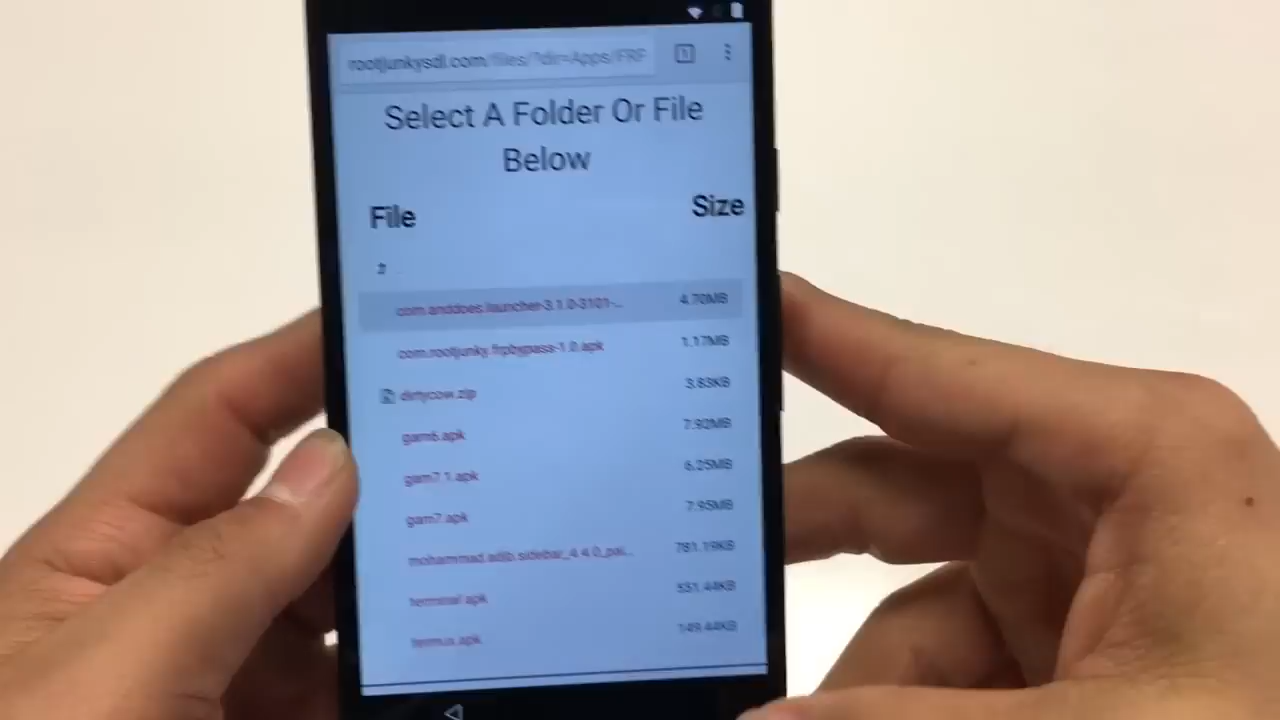 rootjunkysdl.com/files/?dir=Apps/FRP
1
Select A Folder Or File
Below
File Size
com.anddoes.launcher-3.1.0-3101-... 4.70MB
com.rootjunky.frpbypass-1.0.apk 1.17MB
dirtycow.zip 3.83KB
gam6.apk 7.92MB
gam7.1.apk 6.25MB
gam7.apk 7.95MB
mohammad.adib.sidebar_4.4.0_pai... 781.19KB
terminal.apk 551.44KB
termux.apk 149.44KB